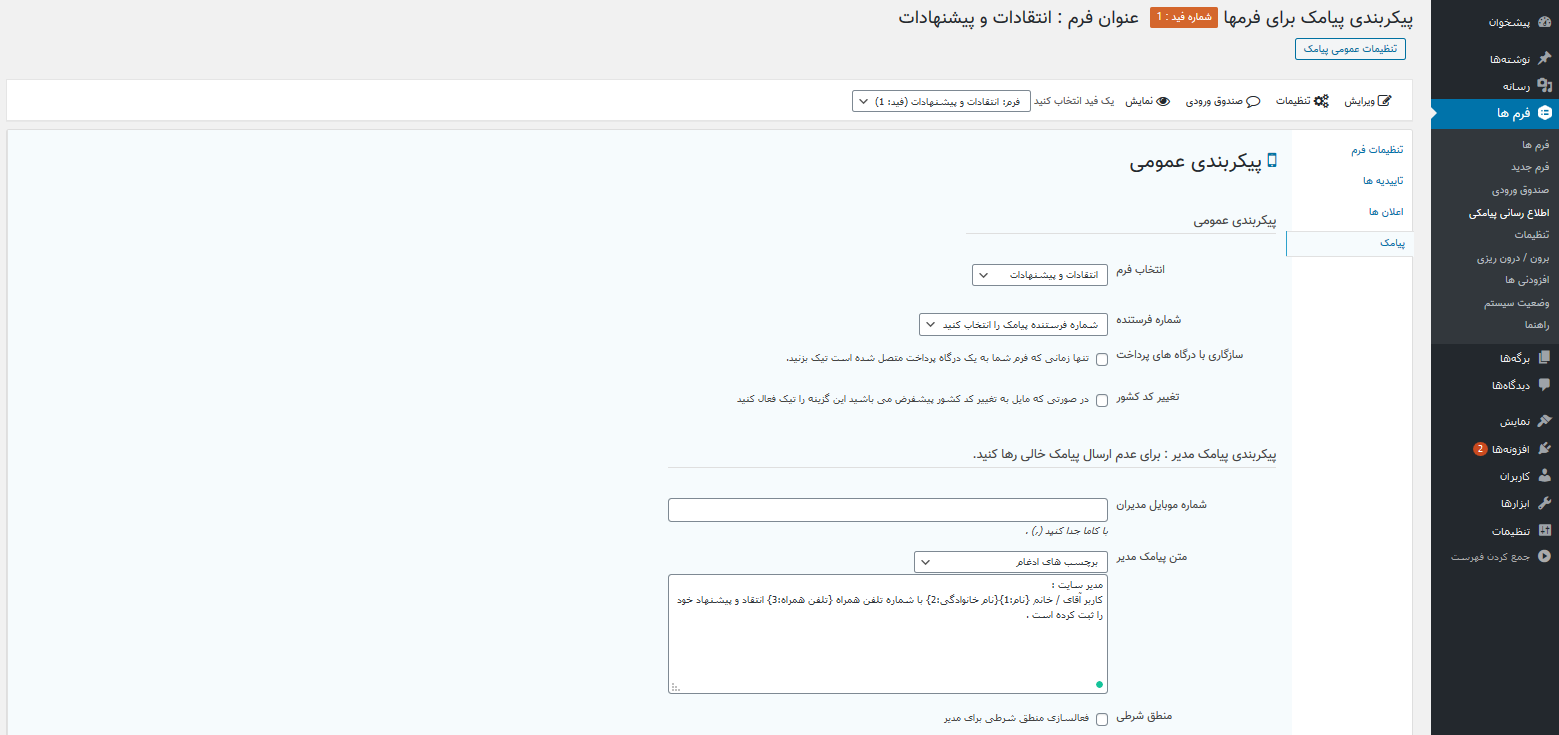 پیشخوان
نوشته‌ها
رسانه
فرم ها
فرم ها
فرم جدید
صندوق ورودی
اطلاع رسانی پیامکی
تنظیمات
برون / درون ریزی
افزودنی ها
وضعیت سیستم
راهنما
برگه‌ها
دیدگاه‌ها
نمایش
افزونه‌ها 2
کاربران
ابزارها
تنظیمات
جمع کردن فهرست
پیکربندی پیامک برای فرمها شماره فید : 1 عنوان فرم : انتقادات و پیشنهادات
تنظیمات عمومی پیامک
ویرایش تنظیمات صندوق ورودی نمایش یک فید انتخاب کنید فرم: انتقادات و پیشنهادات (فید: 1)
تنظیمات فرم
تاییدیه ها
اعلان ها
پیامک
پیکربندی عمومی
پیکربندی عمومی
انتخاب فرم انتقادات و پیشنهادات
شماره فرستنده شماره فرستنده پیامک را انتخاب کنید
سازگاری با درگاه های پرداخت تنها زمانی که فرم شما به یک درگاه پرداخت متصل شده است تیک بزنید.
تغییر کد کشور در صورتی که مایل به تغییر کد کشور پیشفرض می باشید این گزینه را تیک فعال کنید
پیکربندی پیامک مدیر : برای عدم ارسال پیامک خالی رها کنید.
شماره موبایل مدیران
با کاما جدا کنید (,) .
متن پیامک مدیر برچسب های ادغام
مدیر سایت :
کاربر آقای / خانم {نام:1}{نام خانوادگی:2} با شماره تلفن همراه {تلفن همراه:3} انتقاد و پیشنهاد خود
را ثبت کرده است .
منطق شرطی فعالسازی منطق شرطی برای مدیر